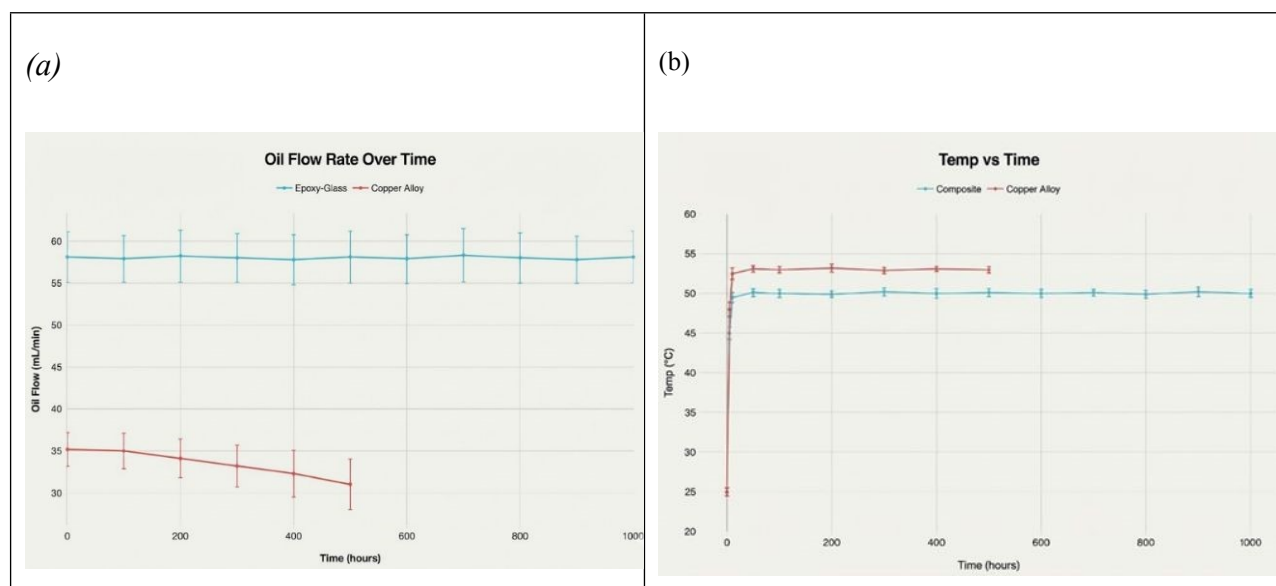 (a)
Oil Flow Rate Over Time
Epoxy-Glass Copper Alloy
60
55
50
45
40
35
30
Oil Flow (mL/min)
0 200 400 600 800 1000
Time (hours)
(b)
Temp vs Time
Composite Copper Alloy
60
55
50
45
40
35
30
25
20
Temp (°C)
0 200 400 600 800 1000
Time (hours)